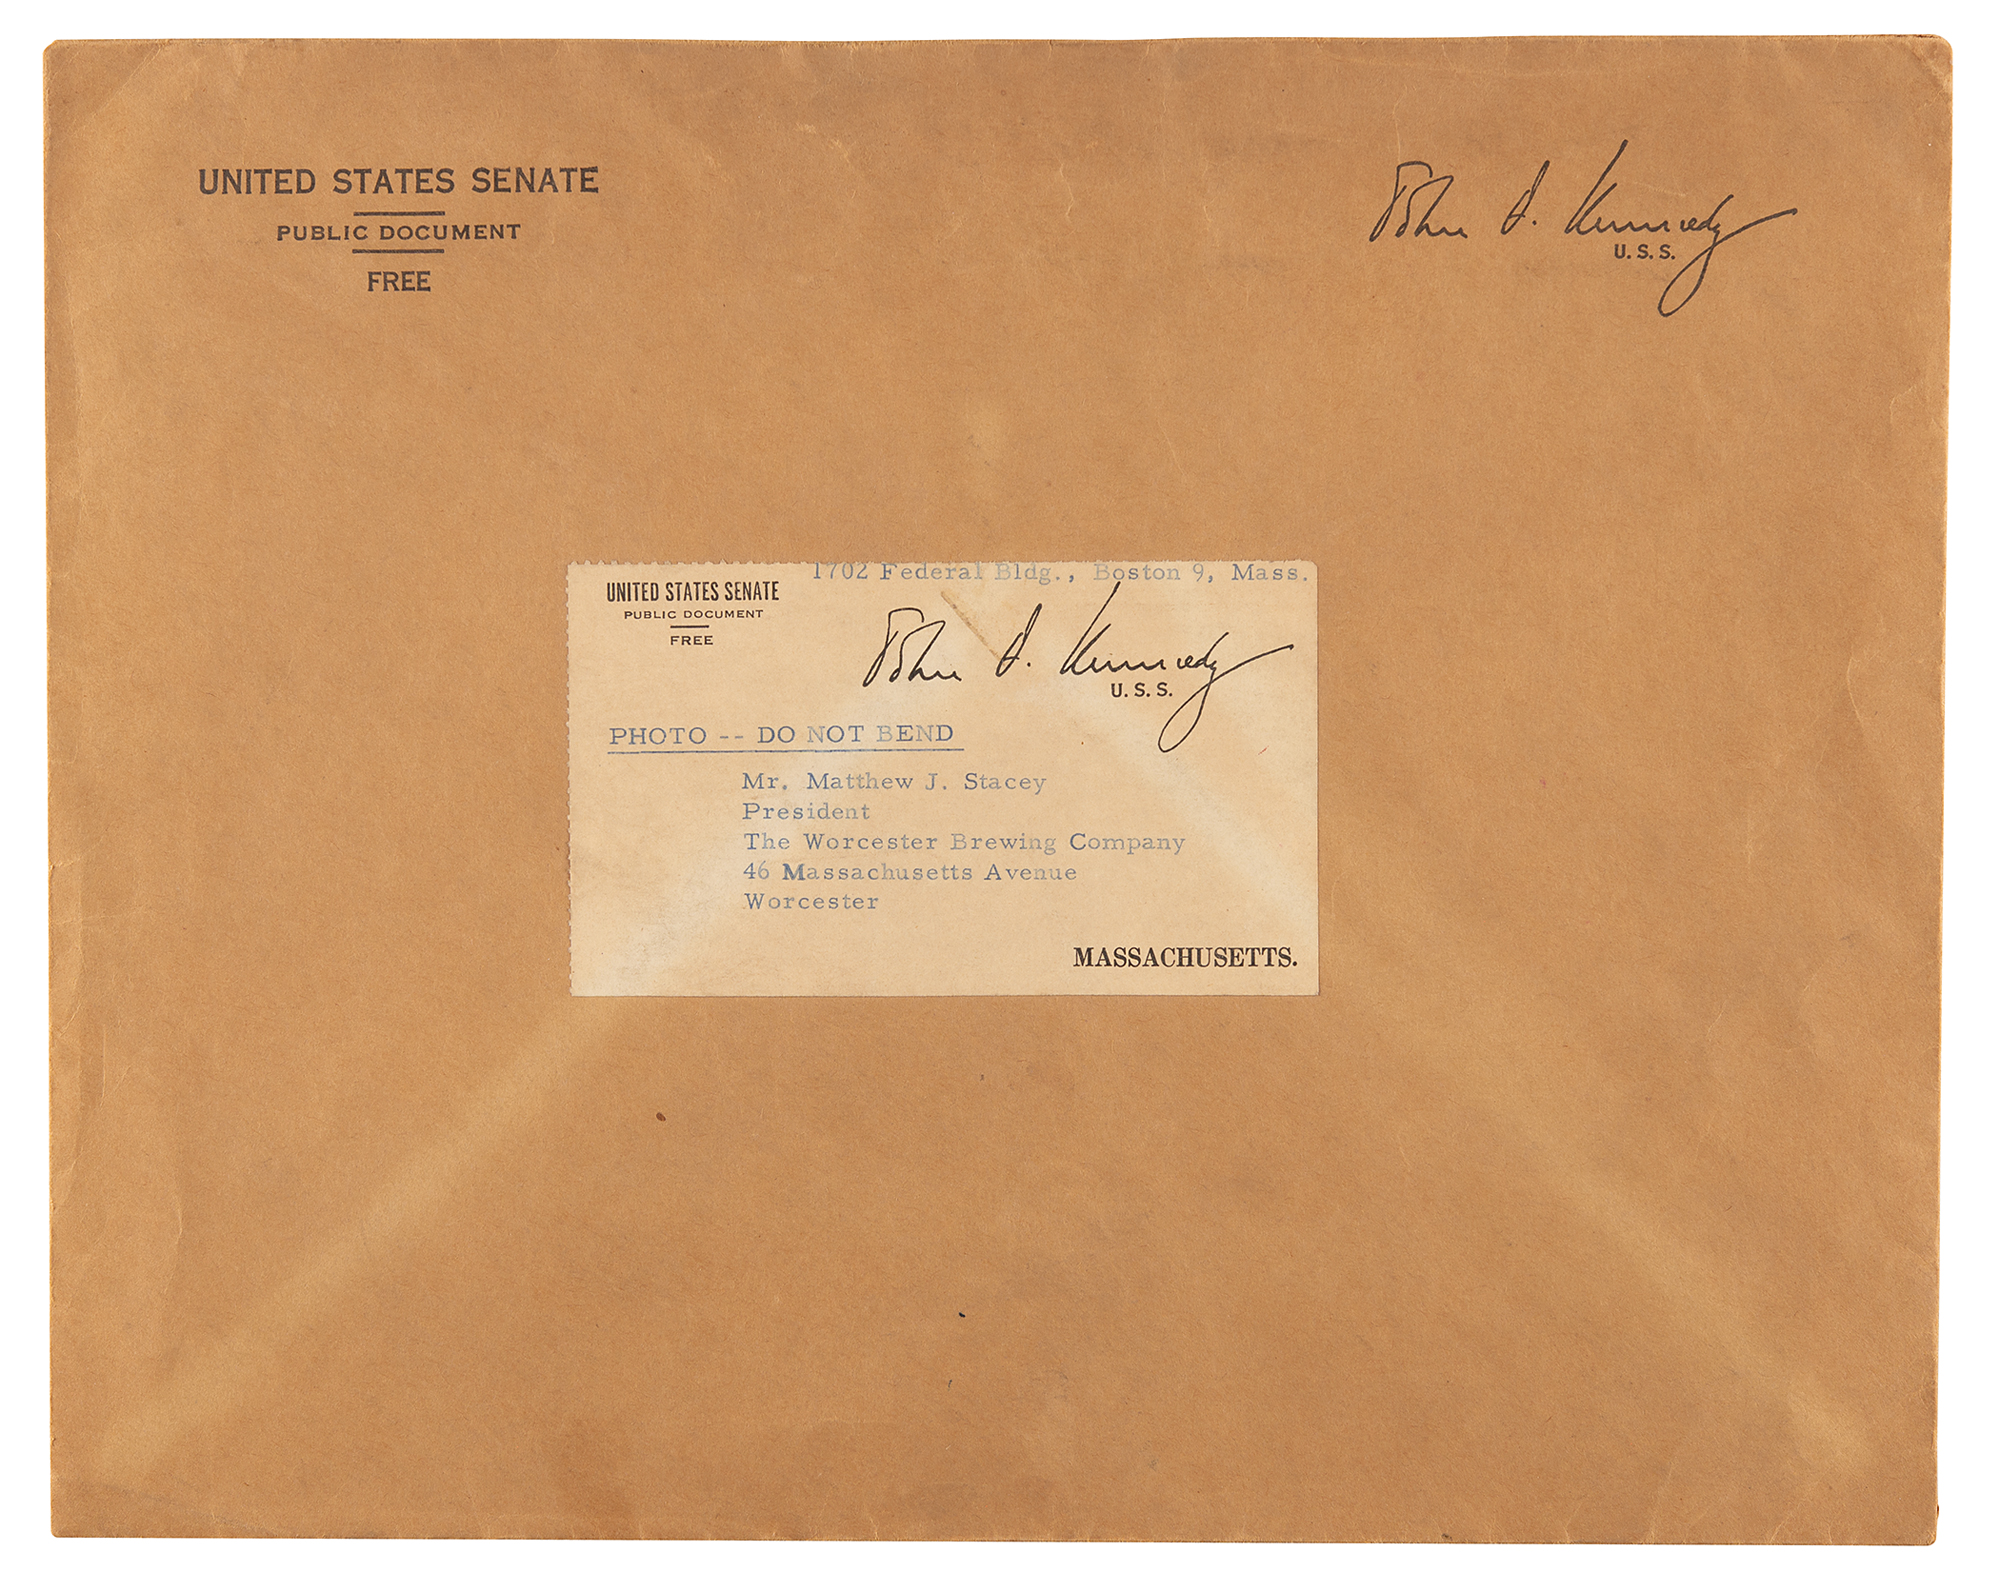 UNITED STATES SENATE
PUBLIC DOCUMENT
FREE
John F. Kennedy
U.S.S.
1702 Federal Bldg., Boston 9, Mass.
UNITED STATES SENATE
PUBLIC DOCUMENT
FREE
John F. Kennedy
U.S.S.
PHOTO -- DO NOT BEND
Mr. Matthew J. Stacey
President
The Worcester Brewing Company
46 Massachusetts Avenue
Worcester
MASSACHUSETTS.